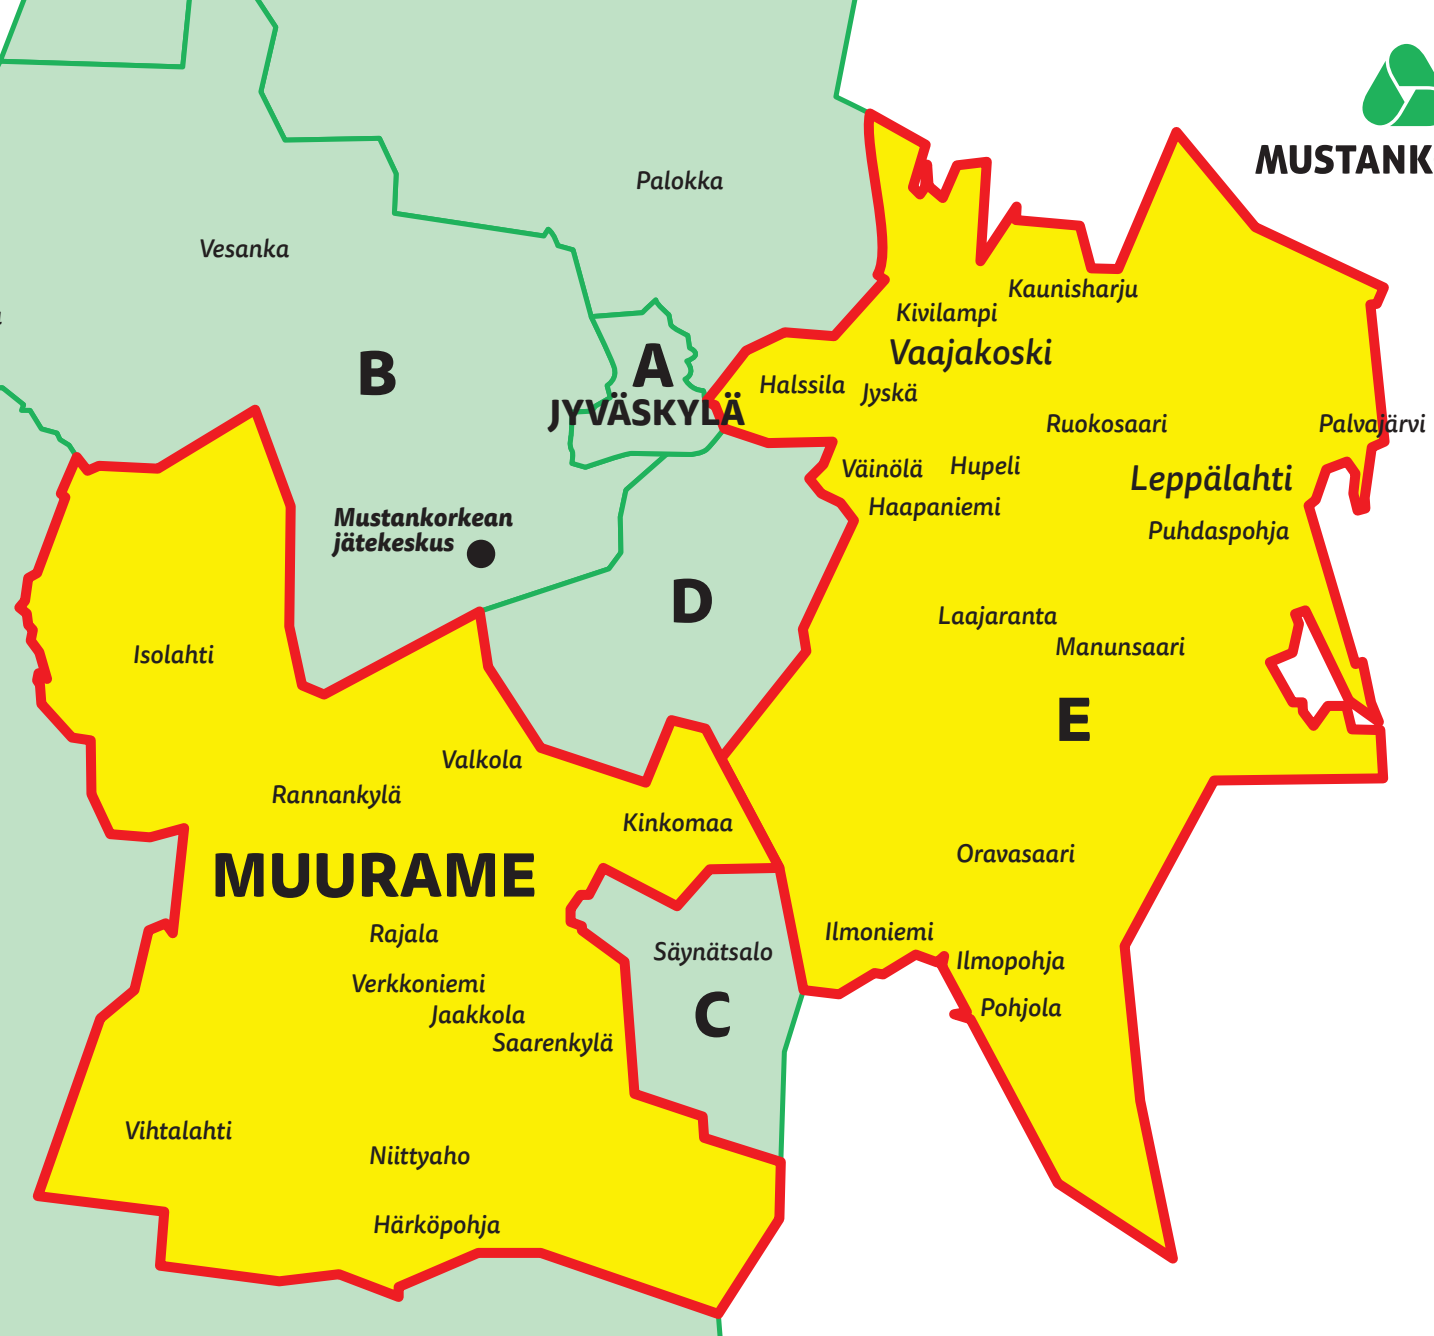 MUSTANK
Palokka
Vesanka
Kaunisharju
Kivilampi
Vaajakoski
A
B
Halssila
Jyskä
JYVÄSKYLÄ
Ruokosaari
Palvajärvi
Väinölä
Hupeli
Leppälahti
Haapaniemi
Mustankorkean
jätekeskus
Puhdaspohja
D
Laajaranta
Manunsaari
Isolahti
E
Valkola
Rannankylä
Kinkomaa
Oravasaari
MUURAME
Rajala
Ilmoniemi
Säynätsalo
Ilmopohja
Verkkoniemi
Pohjola
Jaakkola
C
Saarenkylä
Vihtalahti
Niittyaho
Härköpohja